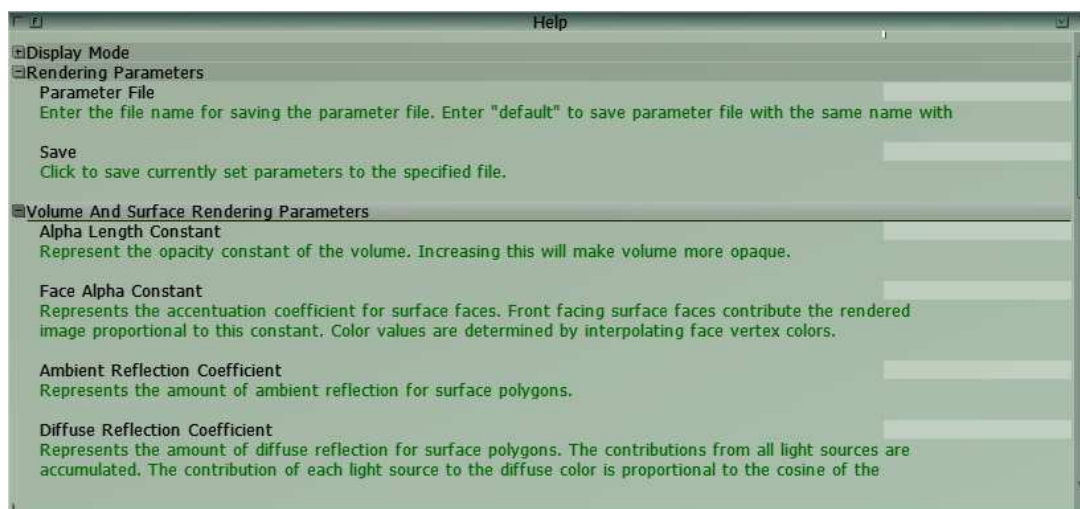 Help
Display Mode
Rendering Parameters
Parameter File
Enter the file name for saving the parameter file. Enter "default" to save parameter file with the same name with
Save
Click to save currently set parameters to the specified file.
Volume And Surface Rendering Parameters
Alpha Length Constant
Represent the opacity constant of the volume. Increasing this will make volume more opaque.
Face Alpha Constant
Represents the accentuation coefficient for surface faces. Front facing surface faces contribute the rendered
image proportional to this constant. Color values are determined by interpolating face vertex colors.
Ambient Reflection Coefficient
Represents the amount of ambient reflection for surface polygons.
Diffuse Reflection Coefficient
Represents the amount of diffuse reflection for surface polygons. The contributions from all light sources are
accumulated. The contribution of each light source to the diffuse color is proportional to the cosine of the